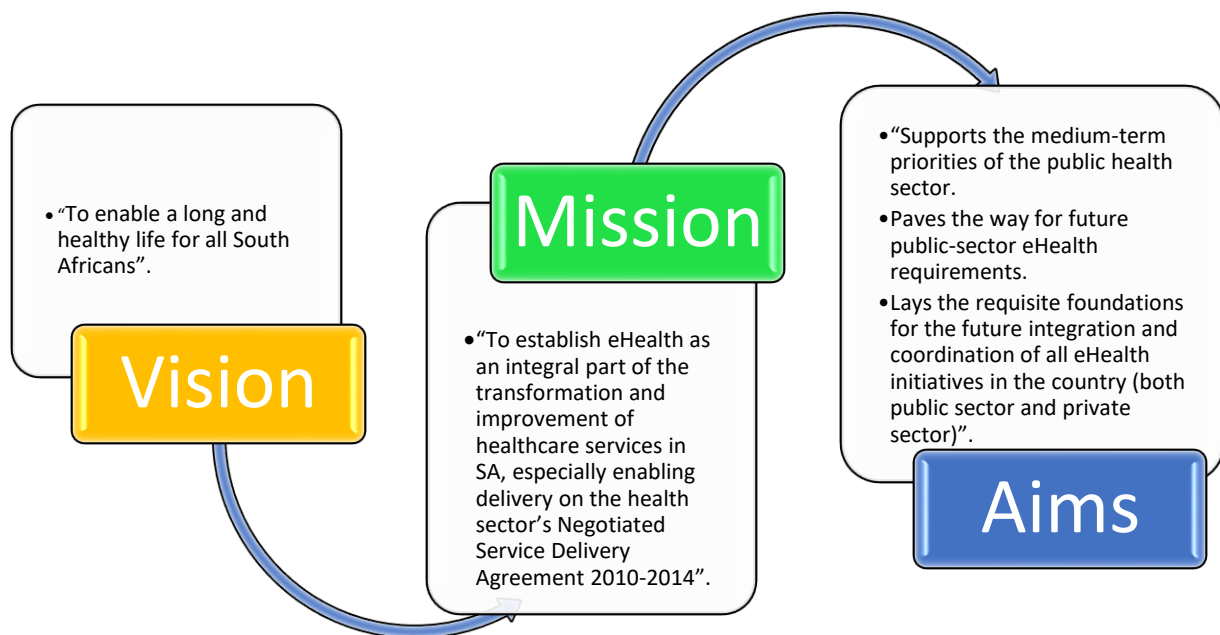 • “To enable a long and
healthy life for all South
Africans”.
Vision
Mission
•“To establish eHealth as
an integral part of the
transformation and
improvement of
healthcare services in
SA, especially enabling
delivery on the health
sector’s Negotiated
Service Delivery
Agreement 2010-2014”.
•“Supports the medium-term
priorities of the public health
sector.
•Paves the way for future
public-sector eHealth
requirements.
•Lays the requisite foundations
for the future integration and
coordination of all eHealth
initiatives in the country (both
public sector and private
sector)”.
Aims